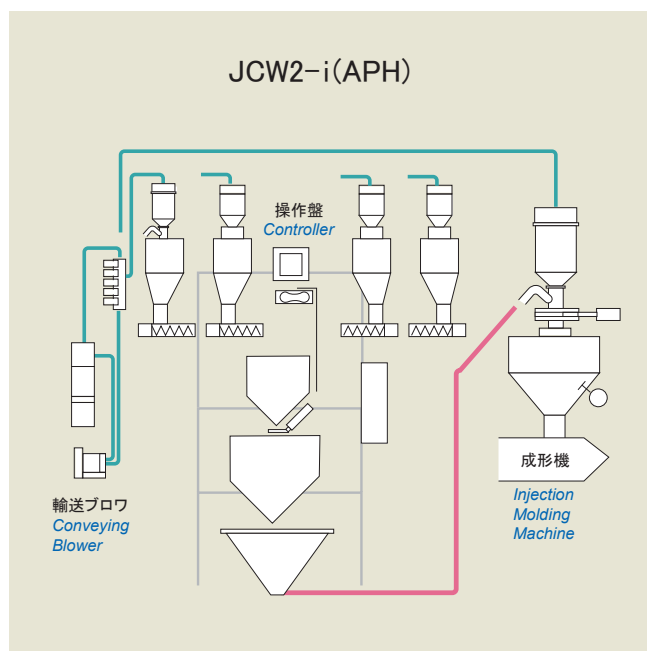 JCW2-i(APH)
操作盤
Controller
輸送ブロワ
Conveying
Blower
成形機
Injection
Molding
Machine